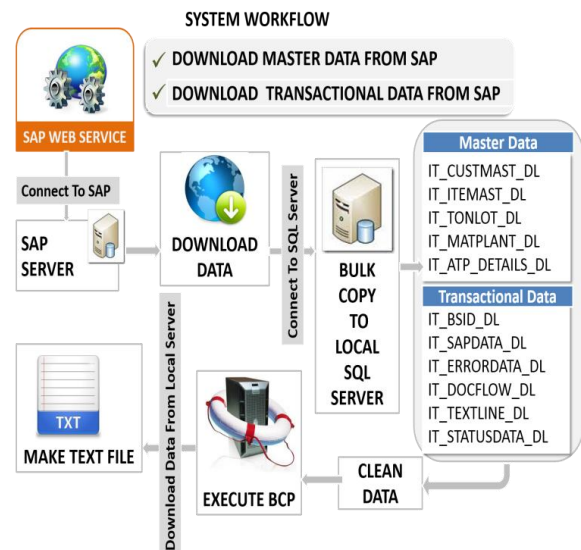 SYSTEM WORKFLOW
✓ DOWNLOAD MASTER DATA FROM SAP
✓ DOWNLOAD TRANSACTIONAL DATA FROM SAP
SAP WEB SERVICE
Connect To SAP
SAP
SERVER
DOWNLOAD
DATA
Connect To SQL Server
BULK
COPY
TO
LOCAL
SQL
SERVER
Master Data
IT_CUSTMAST_DL
IT_ITEMAST_DL
IT_TONLOT_DL
IT_MATPLANT_DL
IT_ATP_DETAILS_DL
Transactional Data
IT_BSID_DL
IT_SAPDATA_DL
IT_ERRORDATA_DL
IT_DOCFLOW_DL
IT_TEXTLINE_DL
IT_STATUSDATA_DL
CLEAN
DATA
EXECUTE BCP
Download Data From Local Server
TXT
MAKE TEXT FILE